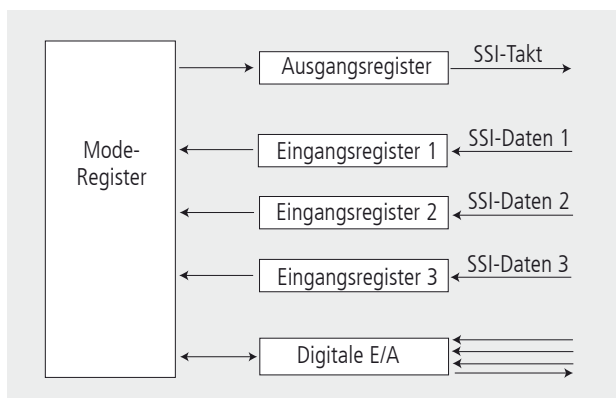 Mode-
Register
Ausgangsregister
SSI-Takt
Eingangsregister 1
SSI-Daten 1
Eingangsregister 2
SSI-Daten 2
Eingangsregister 3
SSI-Daten 3
Digitale E/A